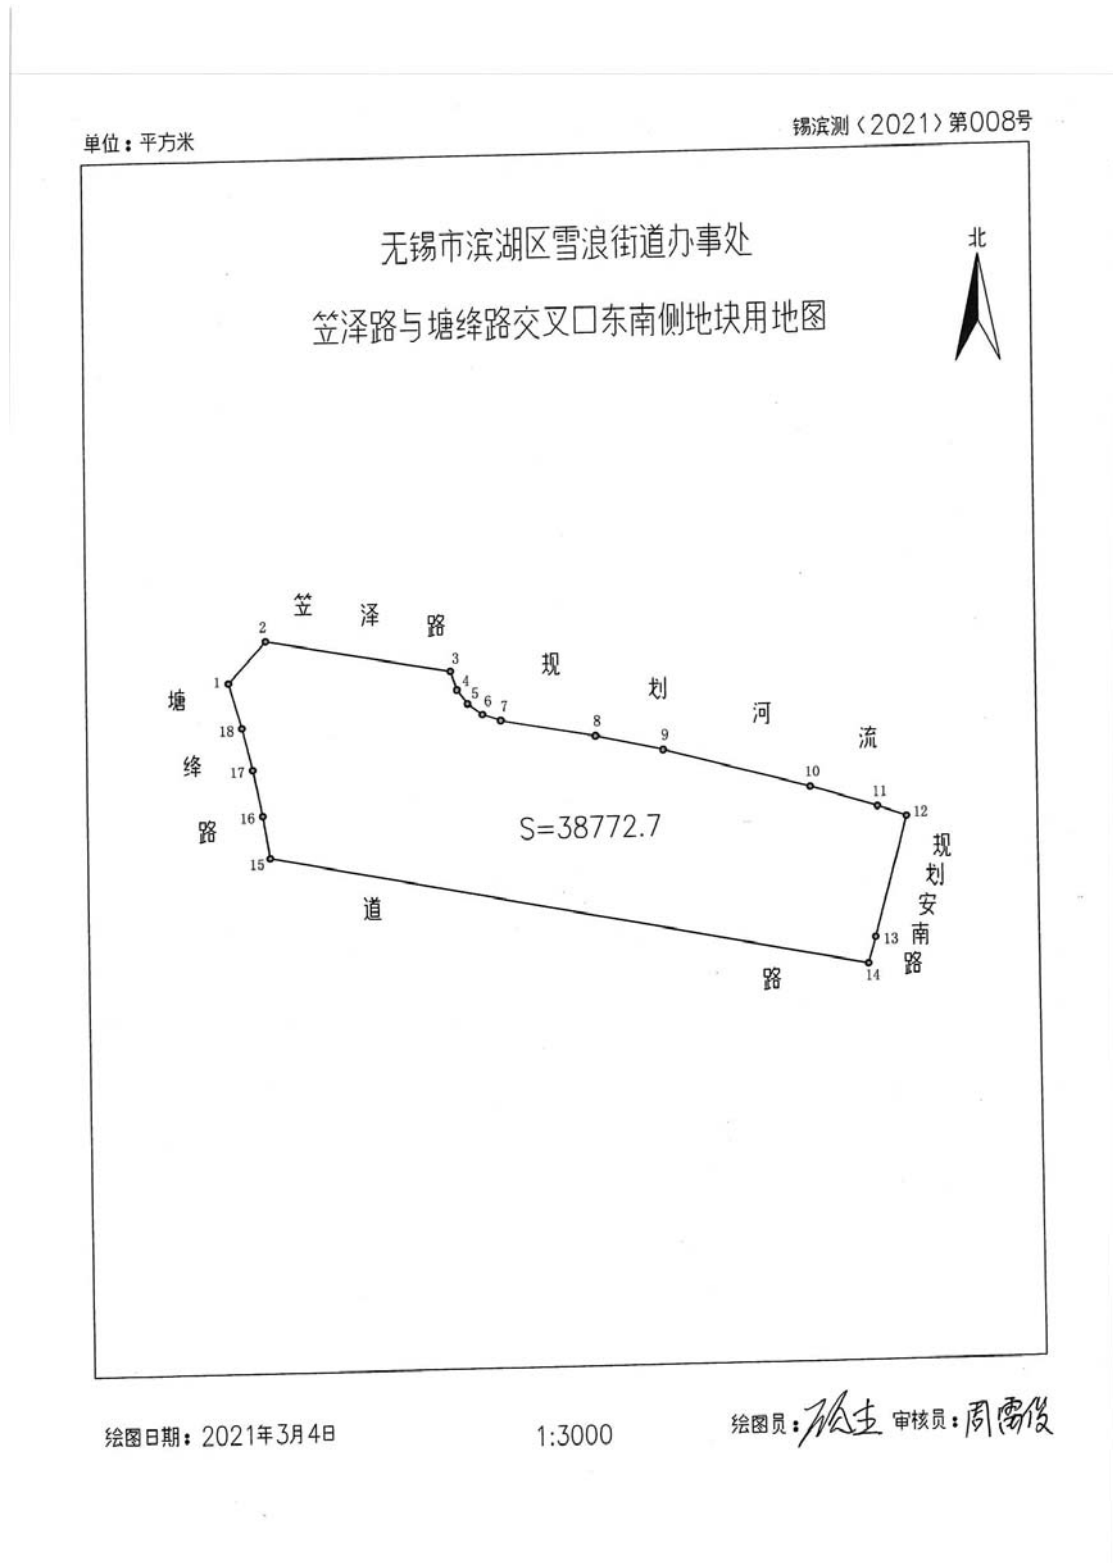 单位：平方米
锡滨测〈2021〉第008号
无锡市滨湖区雪浪街道办事处
笠泽路与塘绛路交叉口东南侧地块用地图
北
笠泽路
规划河流
塘绛路
规划安南路
道路
1
2
3
4
5
6
7
8
9
10
11
12
13
14
15
16
17
18
S=38772.7
绘图日期：2021年3月4日
1:3000
绘图员：
审核员：周需俊